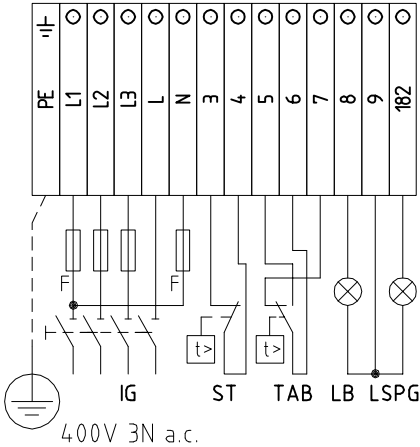 PE L1 L2 L3 L N 3 4 5 6 7 8 9 182
F F
t> t>
IG ST TAB LB LSPG
400V 3N a.c.